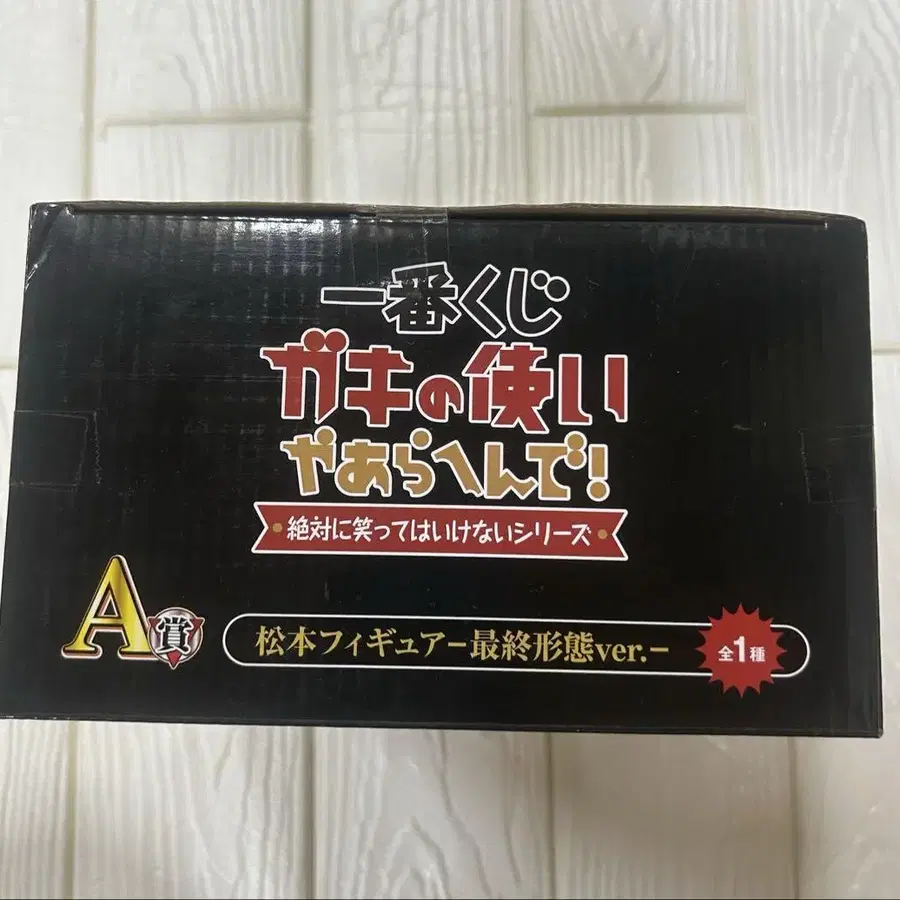 一番くじ
ガキの使い
やあらへんで!
・絶対に笑ってはいけないシリーズ・
A賞
松本フィギュアー最終形態ver.ー
全1種